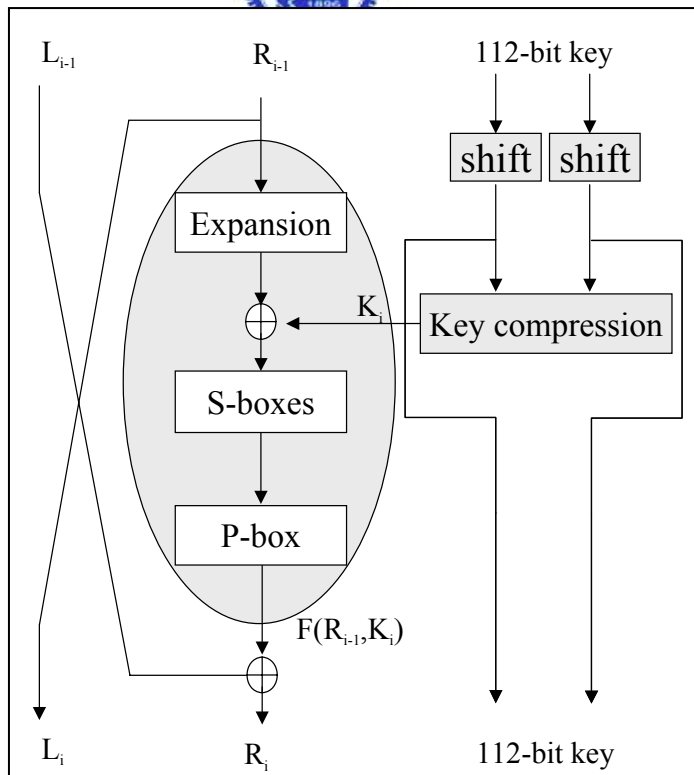 1896
L_{i-1}
R_{i-1}
112-bit key
shift
shift
Expansion
K_i
Key compression
S-boxes
P-box
F(R_{i-1},K_i)
L_i
R_i
112-bit key